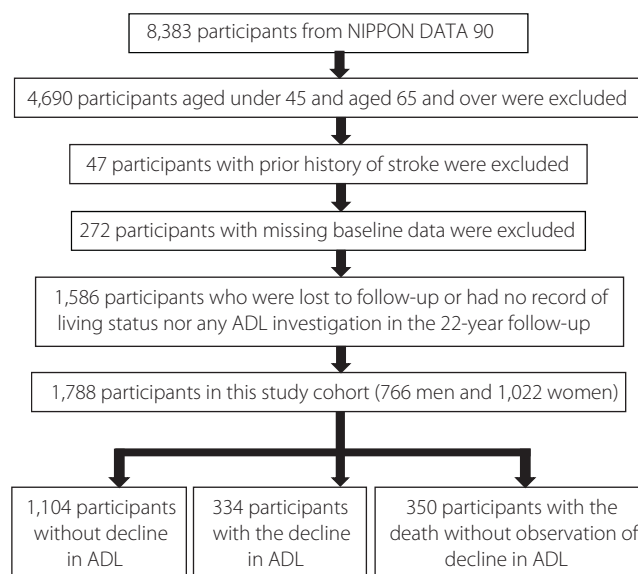 8,383 participants from NIPPON DATA 90
4,690 participants aged under 45 and aged 65 and over were excluded
47 participants with prior history of stroke were excluded
272 participants with missing baseline data were excluded
1,586 participants who were lost to follow-up or had no record of
living status nor any ADL investigation in the 22-year follow-up
1,788 participants in this study cohort (766 men and 1,022 women)
1,104 participants
without decline
in ADL
334 participants
with the decline
in ADL
350 participants with the
death without observation of
decline in ADL